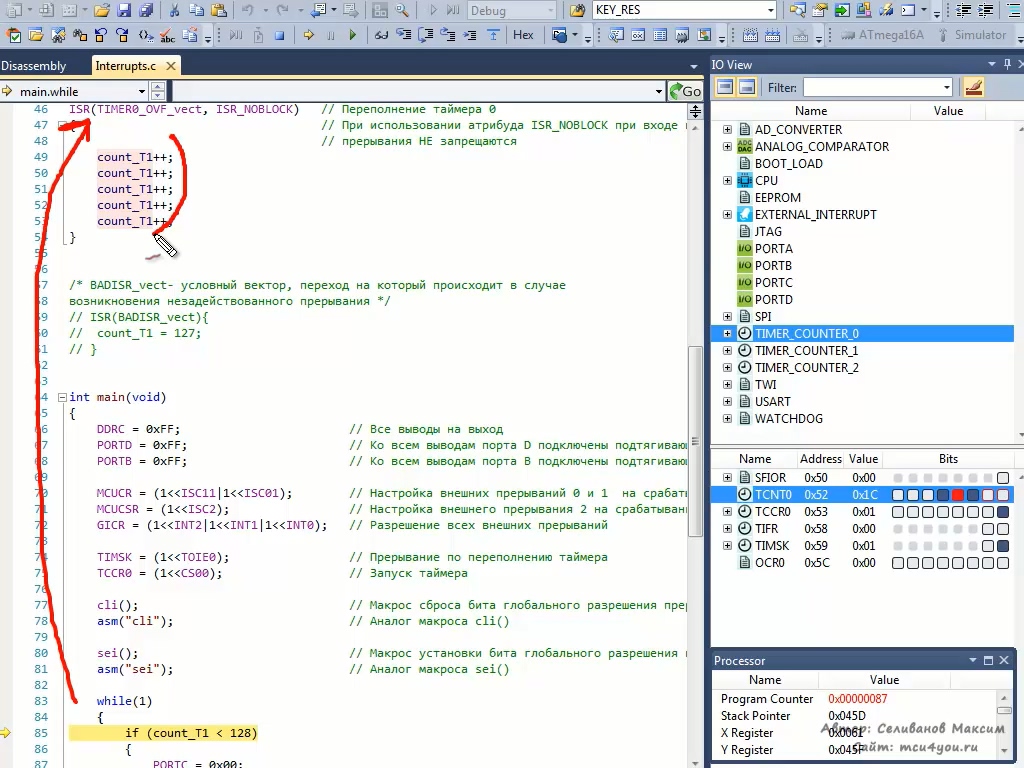 Debug
KEY_RES
Hex
ATmega16A
Simulator
Disassembly
Interrupts.c
main.while
Go
46 ISR(TIMER0_OVF_vect, ISR_NOBLOCK) // Переполнение таймера 0
47 { // При использовании атрибуда ISR_NOBLOCK при входе
48 // прерывания НЕ запрещаются
49 count_T1++;
50 count_T1++;
51 count_T1++;
52 count_T1++;
53 count_T1++;
54 }
55
56
57 /* BADISR_vect- условный вектор, переход на который происходит в случае
58 возникновения незадействованного прерывания */
59 // ISR(BADISR_vect){
60 // count_T1 = 127;
61 // }
62
63
64 int main(void)
65 {
66 DDRC = 0xFF; // Все выводы на выход
67 PORTD = 0xFF; // Ко всем выводам порта D подключены подтягивающ
68 PORTB = 0xFF; // Ко всем выводам порта B подключены подтягивающ
69
70 MCUCR = (1<<ISC11|1<<ISC01); // Настройка внешних прерываний 0 и 1 на срабаты
71 MCUCSR = (1<<ISC2); // Настройка внешнего прерывания 2 на срабатыван
72 GICR = (1<<INT2|1<<INT1|1<<INT0); // Разрешение всех внешних прерываний
73
74 TIMSK = (1<<TOIE0); // Прерывание по переполнению таймера
75 TCCR0 = (1<<CS00); // Запуск таймера
76
77 cli(); // Макрос сброса бита глобального разрешения пре
78 asm("cli"); // Аналог макроса cli()
79
80 sei(); // Макрос установки бита глобального разрешения
81 asm("sei"); // Аналог макроса sei()
82
83 while(1)
84 {
85 if (count_T1 < 128)
86 {
87 PORTC = 0x00;
IO View
Filter:
Name Value
AD_CONVERTER
ANALOG_COMPARATOR
BOOT_LOAD
CPU
EEPROM
EXTERNAL_INTERRUPT
JTAG
PORTA
PORTB
PORTC
PORTD
SPI
TIMER_COUNTER_0
TIMER_COUNTER_1
TIMER_COUNTER_2
TWI
USART
WATCHDOG
Name Address Value Bits
SFIOR 0x50 0x00
TCNT0 0x52 0x1C
TCCR0 0x53 0x01
TIFR 0x58 0x00
TIMSK 0x59 0x01
OCR0 0x5C 0x00
Processor
Name Value
Program Counter 0x00000087
Stack Pointer 0x045D
X Register 0x0061
Y Register 0x045F
Автор: Селиванов Максим
Сайт: mcu4you.ru